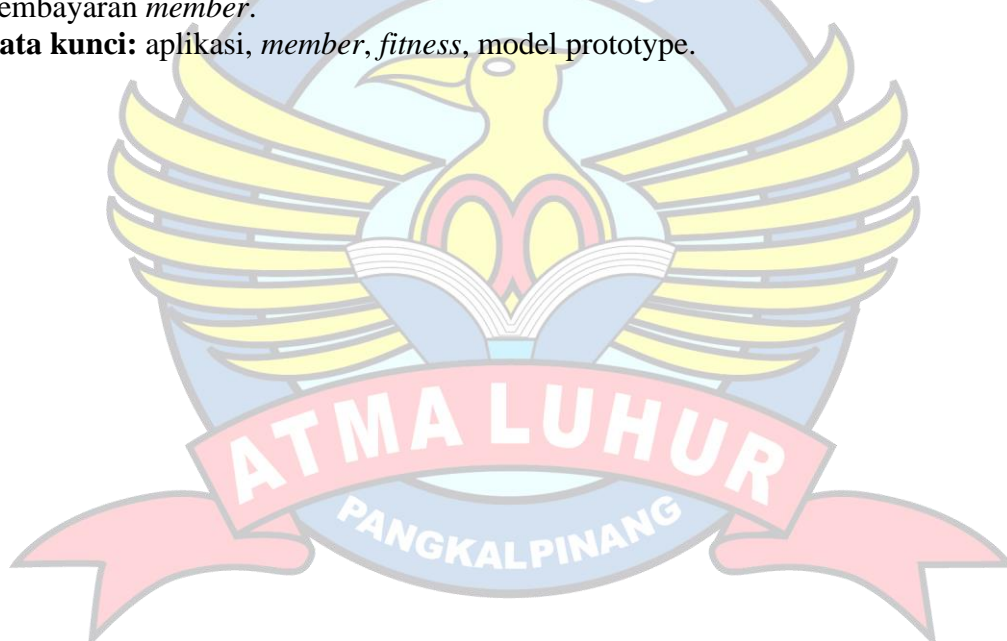 embayaran member.
ata kunci: aplikasi, member, fitness, model prototype.
ATMA LUHUR
PANGKALPINANG